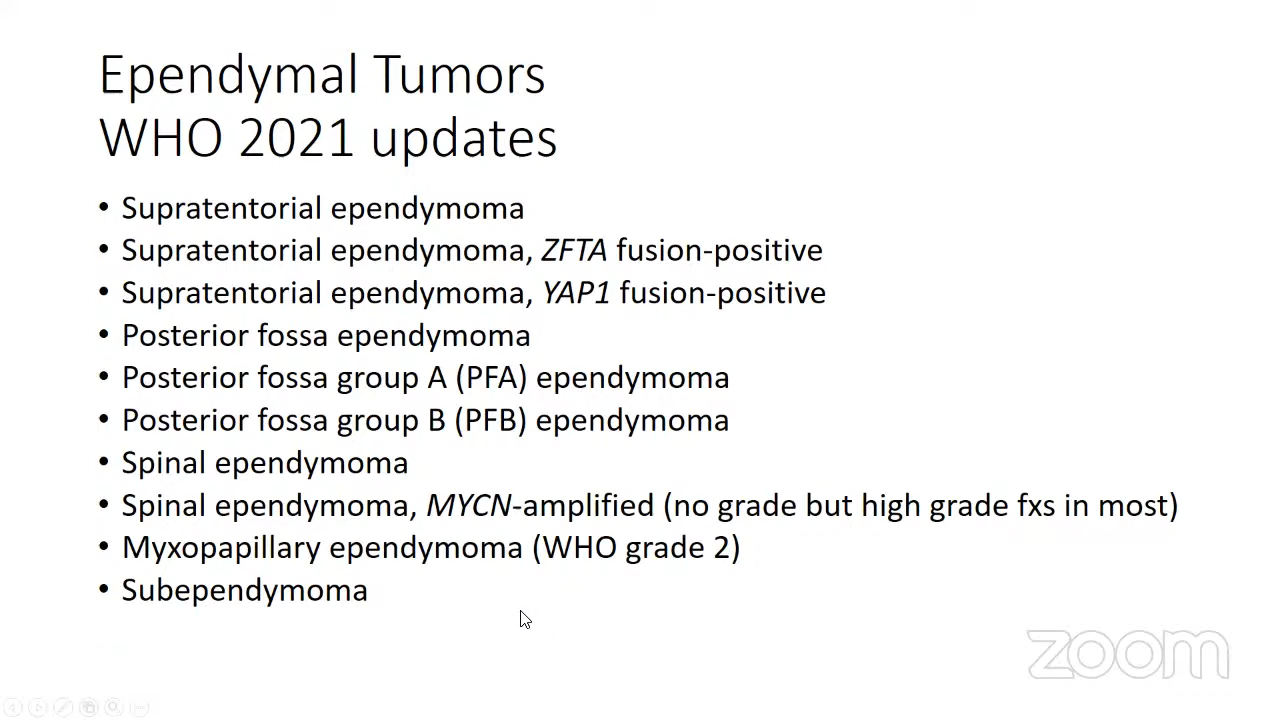 Ependymal Tumors
WHO 2021 updates
• Supratentorial ependymoma
• Supratentorial ependymoma, ZFTA fusion-positive
• Supratentorial ependymoma, YAP1 fusion-positive
• Posterior fossa ependymoma
• Posterior fossa group A (PFA) ependymoma
• Posterior fossa group B (PFB) ependymoma
• Spinal ependymoma
• Spinal ependymoma, MYCN-amplified (no grade but high grade fxs in most)
• Myxopapillary ependymoma (WHO grade 2)
• Subependymoma
zoom